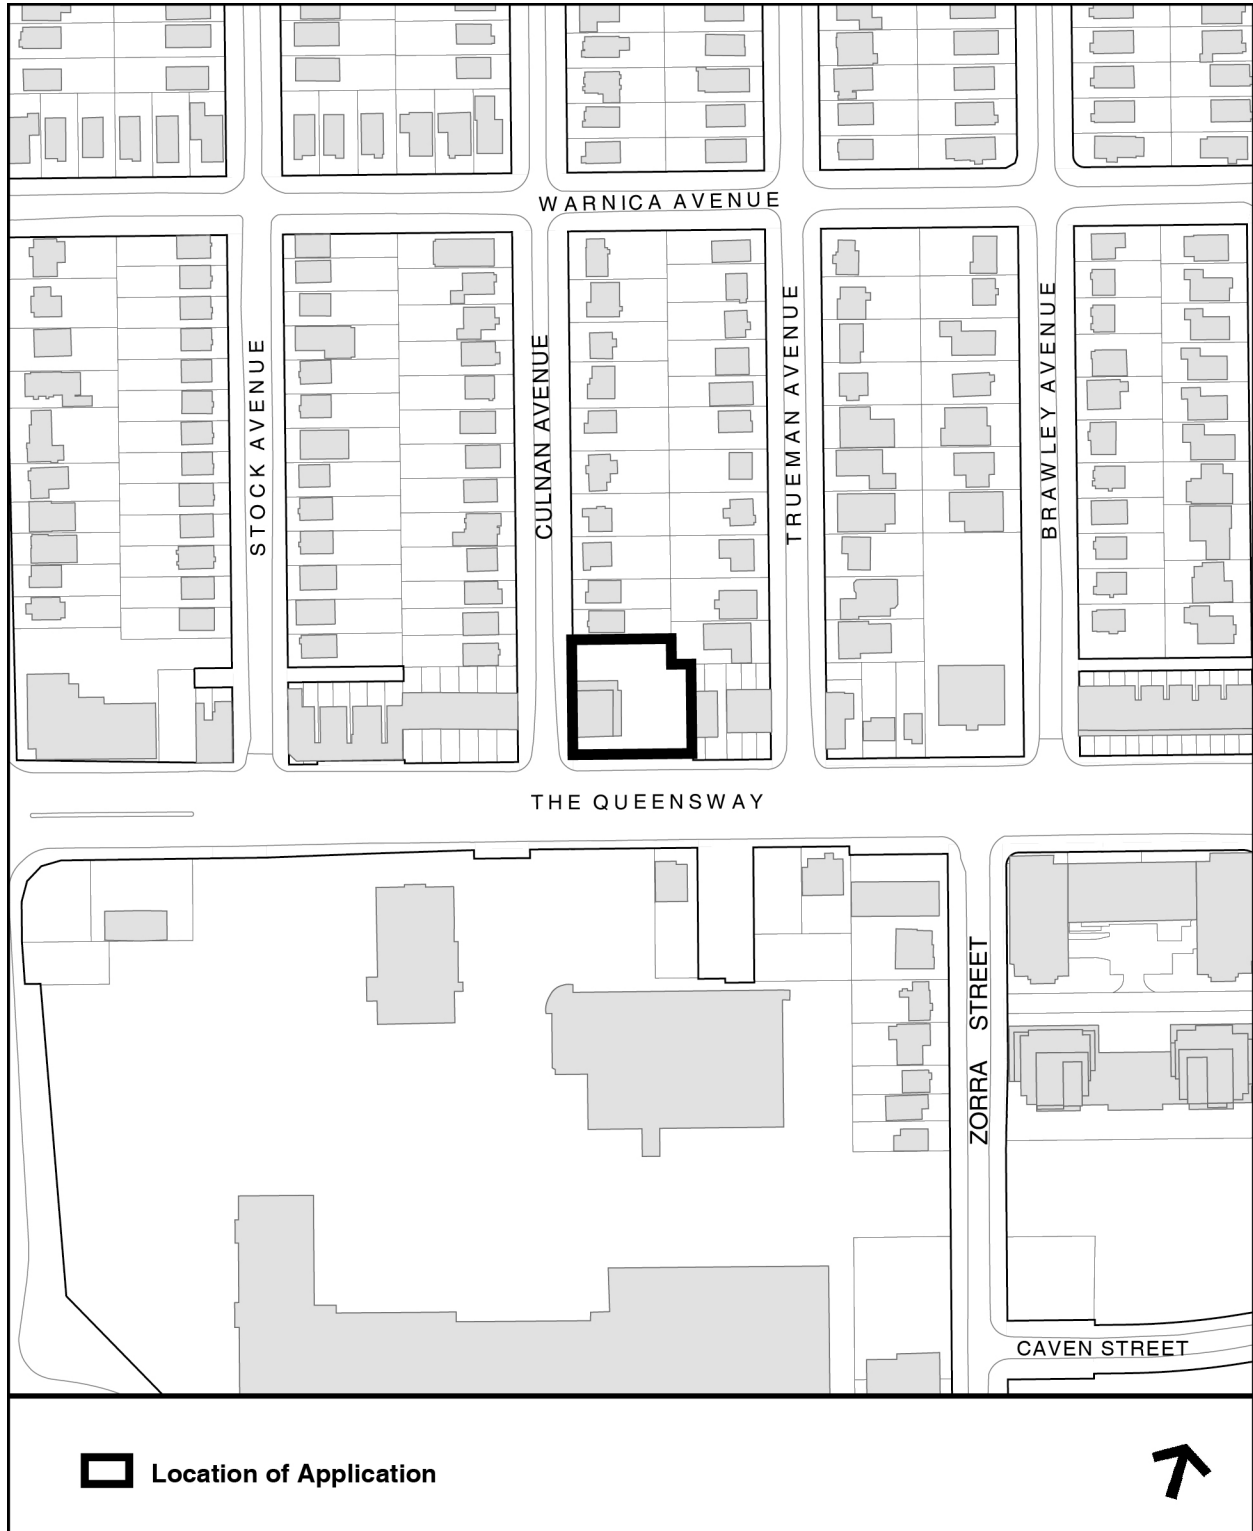 WARNICA AVENUE
STOCK AVENUE
CULNAN AVENUE
TRUEMAN AVENUE
BRAWLEY AVENUE
THE QUEENSWAY
ZORRA STREET
CAVEN STREET
Location of Application